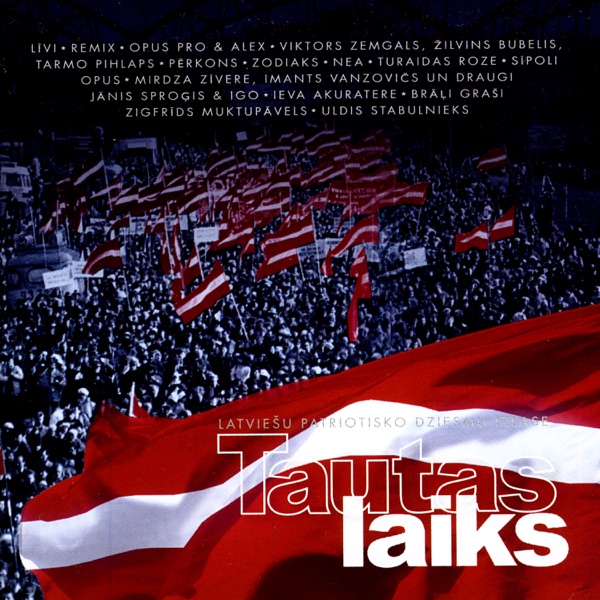 LĪVI • REMIX • OPUS PRO & ALEX • VIKTORS ZEMGALS, ŽILVINS BUBELIS,
TARMO PIHLAPS • PĒRKONS • ZODIAKS • NEA • TURAIDAS ROZE • SĪPOLI
OPUS • MIRDZA ZĪVERE, IMANTS VANZOVIČS UN DRAUGI
JĀNIS SPROĢIS & IGO • IEVA AKURATERE • BRĀĻI GRAŠI
ZIGFRĪDS MUKTUPĀVELS • ULDIS STABULNIEKS
LATVIEŠU PATRIOTISKO DZIESMU IZLASE
Tautas
laiks